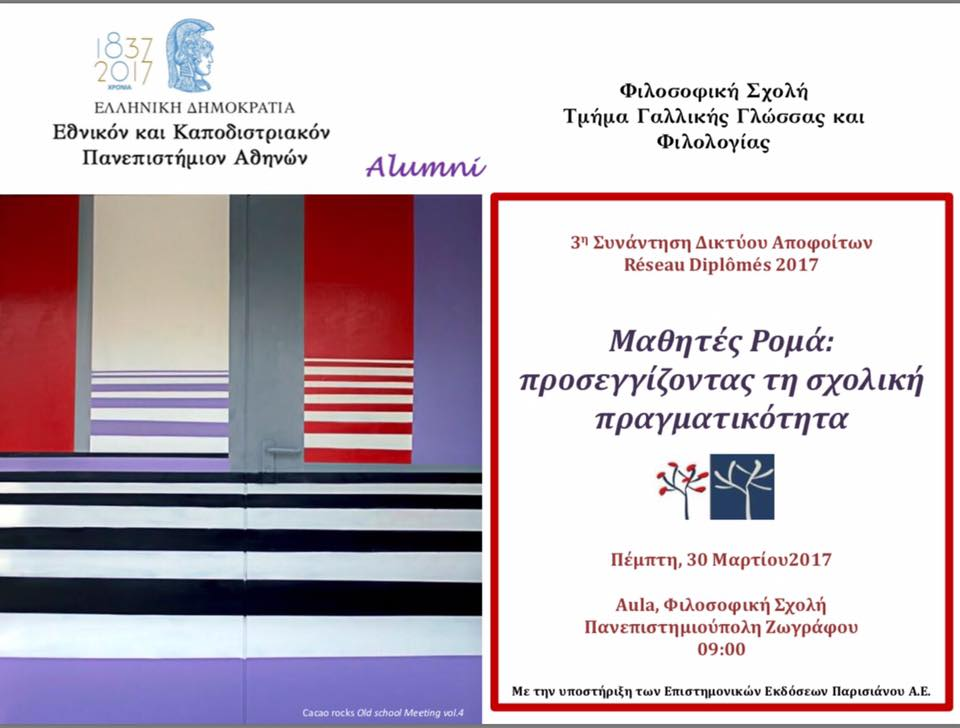 1837
2017
ΧΡΟΝΙΑ
ΕΛΛΗΝΙΚΗ ΔΗΜΟΚΡΑΤΙΑ
Εθνικόν και Καποδιστριακόν
Πανεπιστήμιον Αθηνών
Alumni
Φιλοσοφική Σχολή
Τμήμα Γαλλικής Γλώσσας και
Φιλολογίας
3η Συνάντηση Δικτύου Αποφοίτων
Réseau Diplômés 2017
Μαθητές Ρομά:
προσεγγίζοντας τη σχολική
πραγματικότητα
Πέμπτη, 30 Μαρτίου2017
Aula, Φιλοσοφική Σχολή
Πανεπιστημιούπολη Ζωγράφου
09:00
Με την υποστήριξη των Επιστημονικών Εκδόσεων Παρισιάνου Α.Ε.
Cacao rocks Old school Meeting vol.4